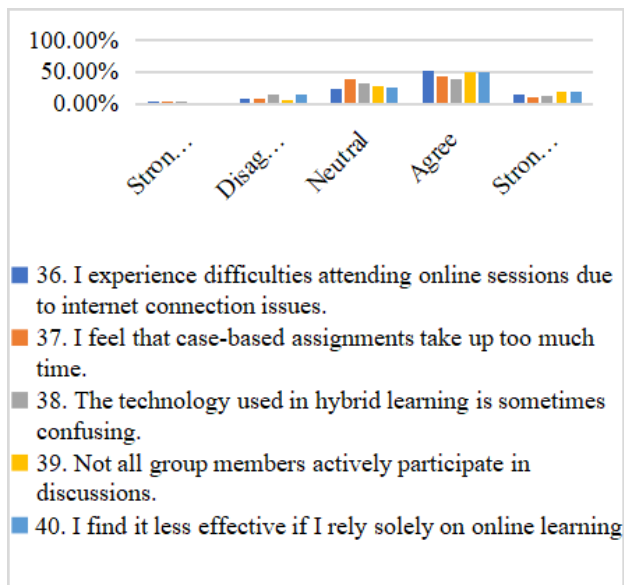 100.00%
50.00%
0.00%
Stron...
Disag...
Neutral
Agree
Stron...
36. I experience difficulties attending online sessions due
to internet connection issues.
37. I feel that case-based assignments take up too much
time.
38. The technology used in hybrid learning is sometimes
confusing.
39. Not all group members actively participate in
discussions.
40. I find it less effective if I rely solely on online learning